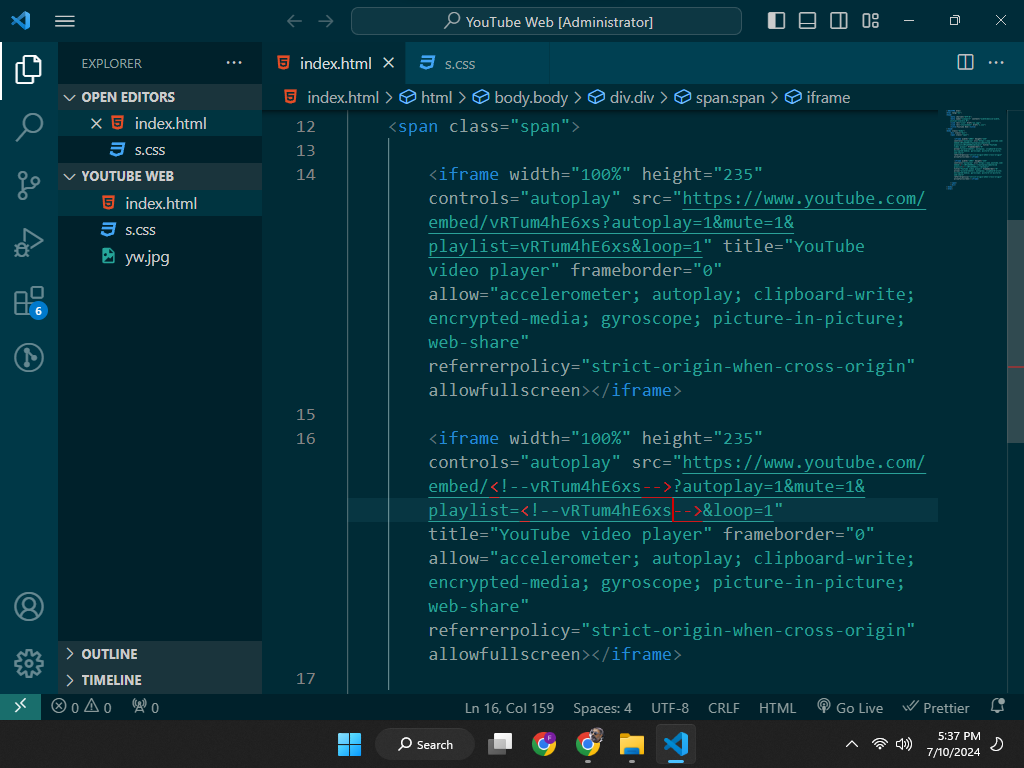 YouTube Web [Administrator]
EXPLORER
index.html
s.css
OPEN EDITORS
index.html
s.css
YOUTUBE WEB
index.html
s.css
yw.jpg
6
OUTLINE
TIMELINE
index.html > html > body.body > div.div > span.span > iframe
12 <span class="span">
13
14 <iframe width="100%" height="235"
controls="autoplay" src="https://www.youtube.com/
embed/vRTum4hE6xs?autoplay=1&mute=1&
playlist=vRTum4hE6xs&loop=1" title="YouTube
video player" frameborder="0"
allow="accelerometer; autoplay; clipboard-write;
encrypted-media; gyroscope; picture-in-picture;
web-share"
referrerpolicy="strict-origin-when-cross-origin"
allowfullscreen></iframe>
15
16 <iframe width="100%" height="235"
controls="autoplay" src="https://www.youtube.com/
embed/<!--vRTum4hE6xs-->?autoplay=1&mute=1&
playlist=<!--vRTum4hE6xs-->&loop=1"
title="YouTube video player" frameborder="0"
allow="accelerometer; autoplay; clipboard-write;
encrypted-media; gyroscope; picture-in-picture;
web-share"
referrerpolicy="strict-origin-when-cross-origin"
allowfullscreen></iframe>
17
0 0 0 Ln 16, Col 159 Spaces: 4 UTF-8 CRLF HTML Go Live Prettier
Search
5:37 PM
7/10/2024